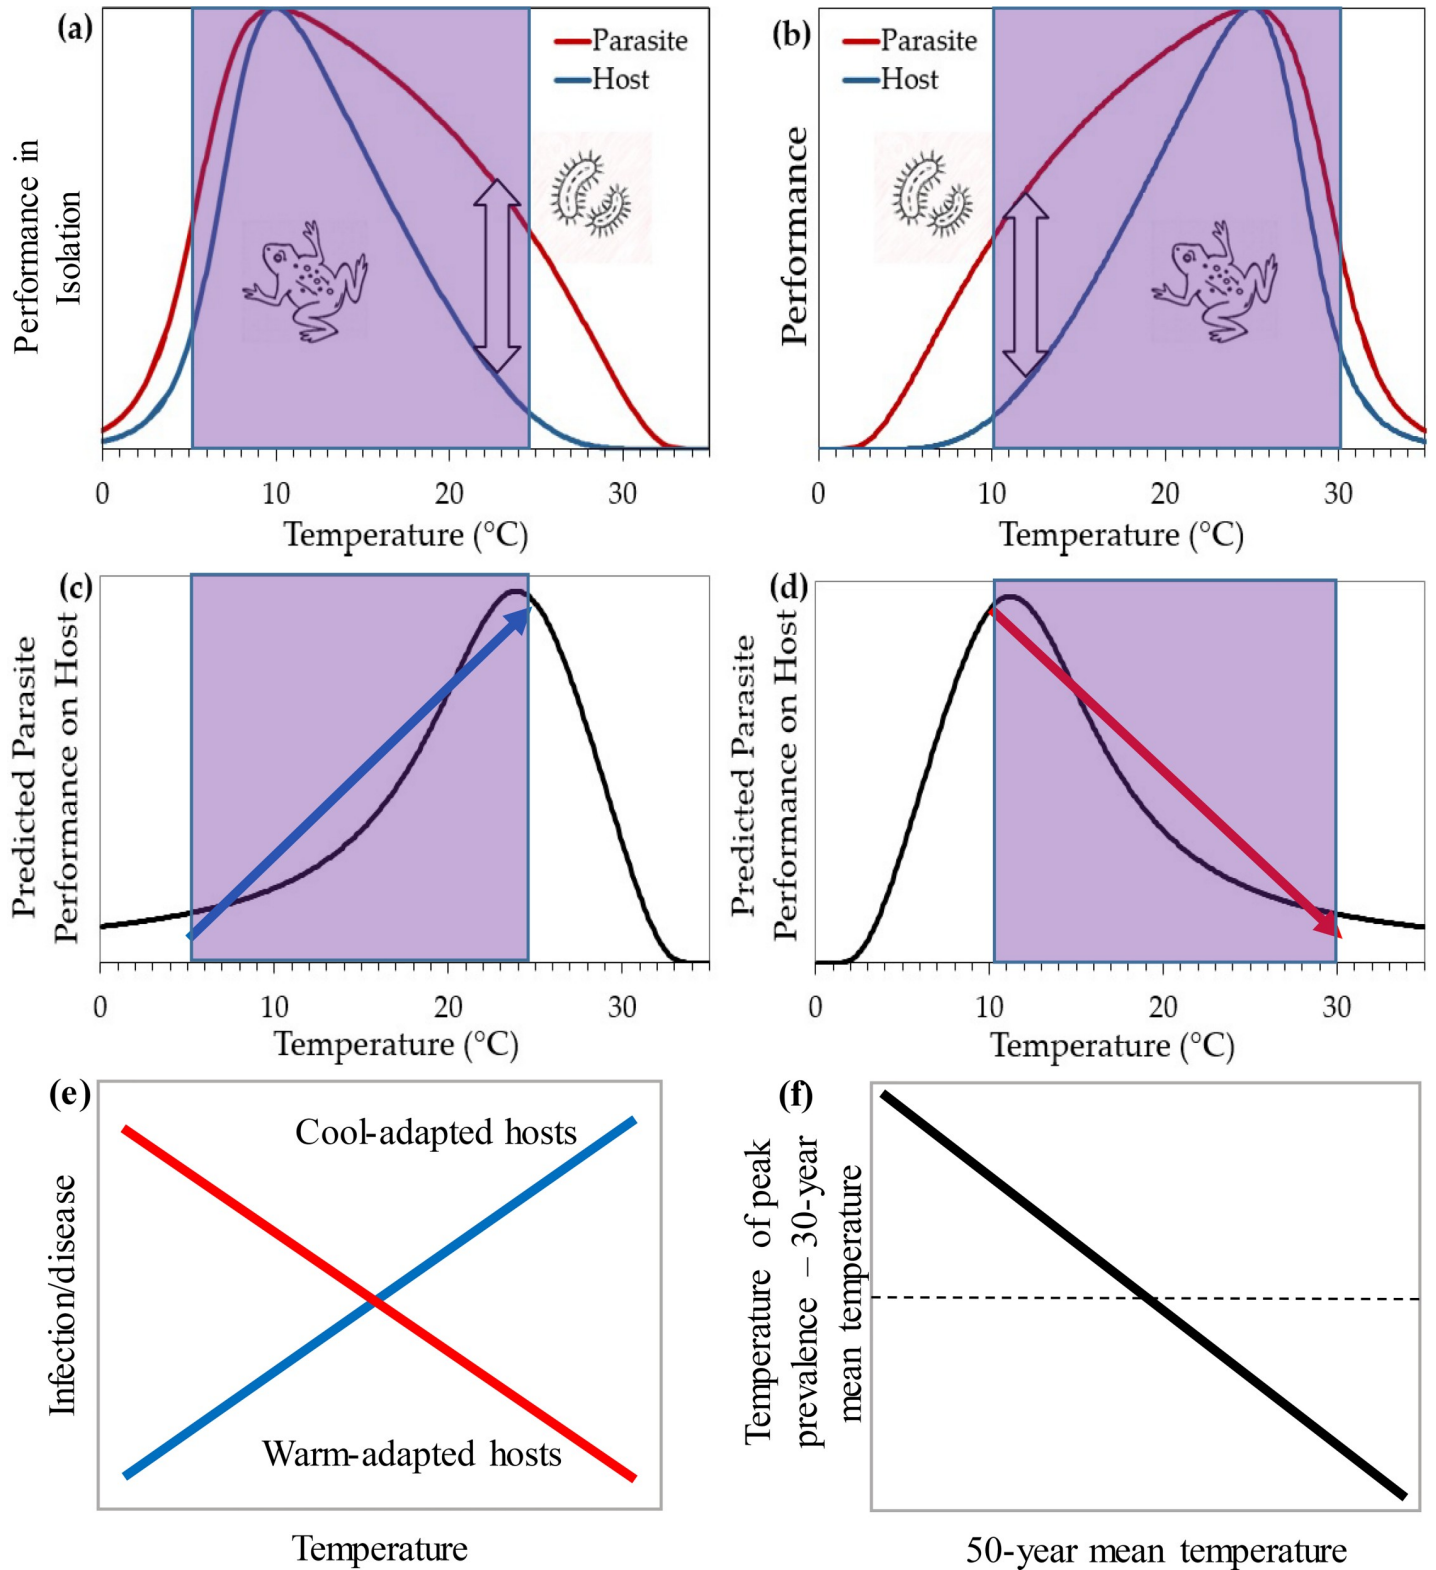 (a)
Parasite
Host
Performance in
Isolation
0 10 20 30
Temperature (°C)
(b)
Parasite
Host
Performance
0 10 20 30
Temperature (°C)
(c)
Predicted Parasite
Performance on Host
0 10 20 30
Temperature (°C)
(d)
Predicted Parasite
Performance on Host
0 10 20 30
Temperature (°C)
(e)
Infection/disease
Cool-adapted hosts
Warm-adapted hosts
Temperature
(f)
Temperature of peak
prevalence – 30-year
mean temperature
50-year mean temperature